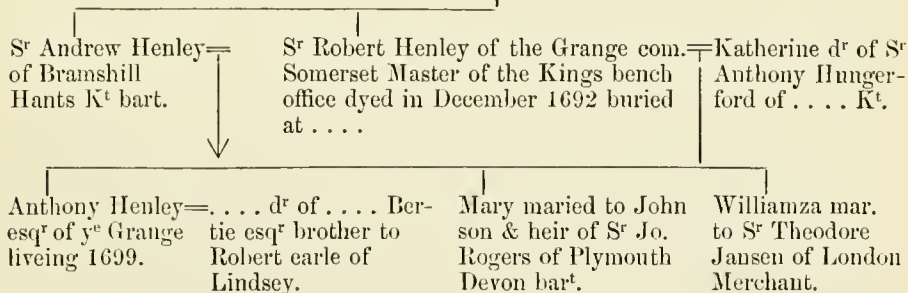 Sʳ Andrew Henley=
of Bramshill
Hants Kᵗ bart.
Sʳ Robert Henley of the Grange com.=
Somerset Master of the Kings bench
office dyed in December 1692 buried
at . . . .
Katherine dʳ of Sʳ
Anthony Hunger-
ford of . . . . Kᵗ.
Anthony Henley=
esqʳ of yᵉ Grange
liveing 1699.
. . . . dʳ of . . . . Ber-
tie esqʳ brother to
Robert earle of
Lindsey.
Mary maried to John
son & heir of Sʳ Jo.
Rogers of Plymouth
Devon barᵗ.
Williamza mar.
to Sʳ Theodore
Jansen of London
Merchant.